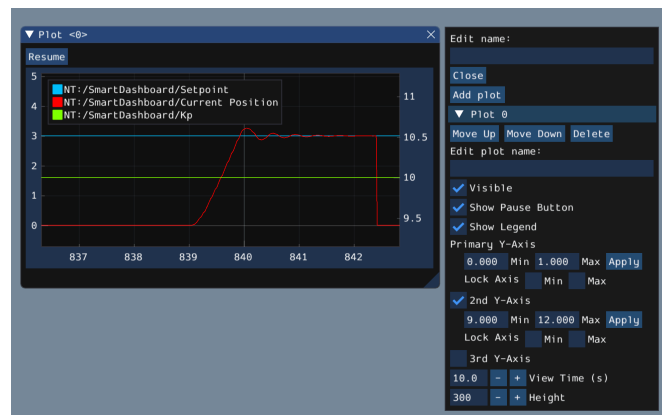 Plot <0>
Resume
5
4
3
2
1
0
NT:/SmartDashboard/Setpoint
NT:/SmartDashboard/Current Position
NT:/SmartDashboard/Kp
11
10.5
10
9.5
837 838 839 840 841 842
Edit name:
Close
Add plot
Plot 0
Move Up Move Down Delete
Edit plot name:
Visible
Show Pause Button
Show Legend
Primary Y-Axis
0.000 Min 1.000 Max Apply
Lock Axis Min Max
2nd Y-Axis
9.000 Min 12.000 Max Apply
Lock Axis Min Max
3rd Y-Axis
10.0 - + View Time (s)
300 - + Height